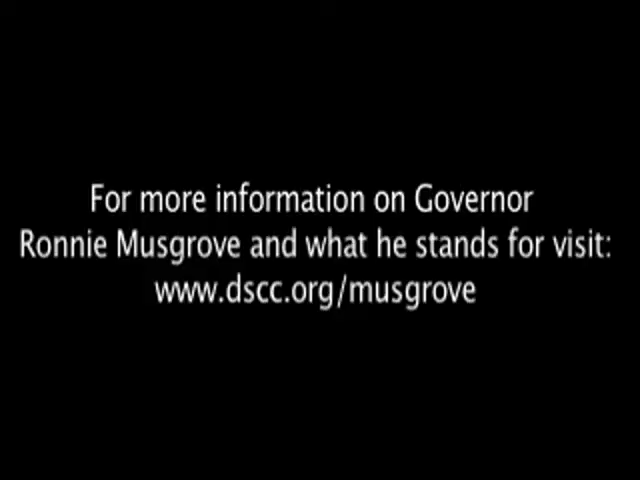 For more information on Governor
Ronnie Musgrove and what he stands for visit:
www.dscc.org/musgrove